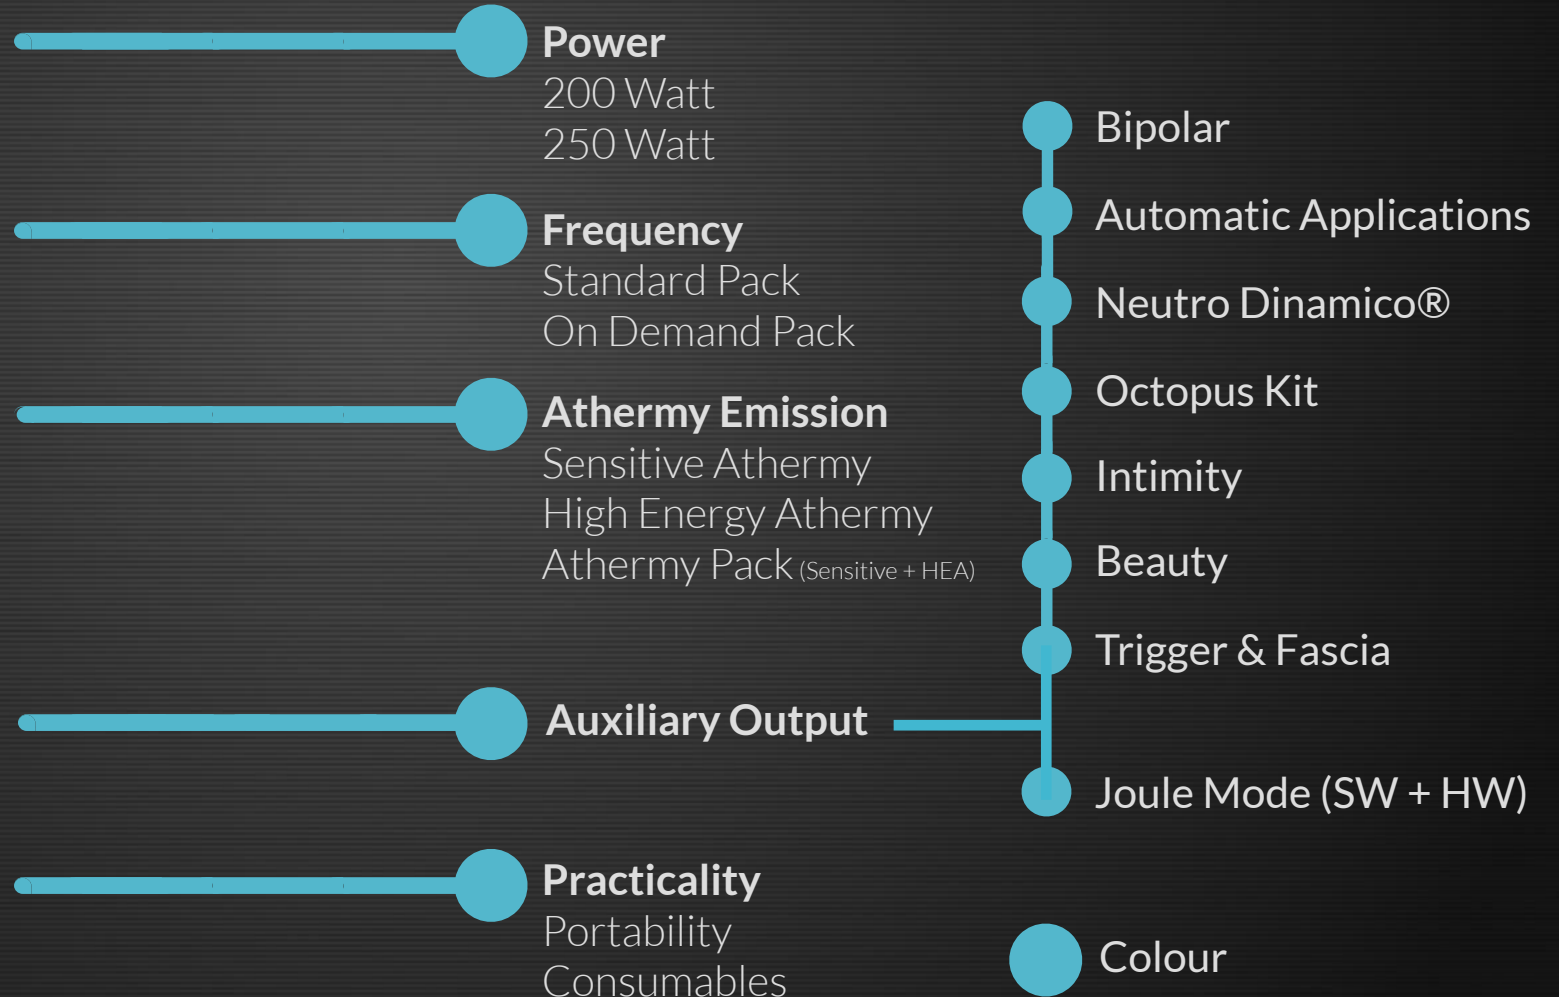 Power
200 Watt
250 Watt
Frequency
Standard Pack
On Demand Pack
Athermy Emission
Sensitive Athermy
High Energy Athermy
Athermy Pack (Sensitive + HEA)
Auxiliary Output
Bipolar
Automatic Applications
Neutro Dinamico®
Octopus Kit
Intimity
Beauty
Trigger & Fascia
Joule Mode (SW + HW)
Practicality
Portability
Consumables
Colour